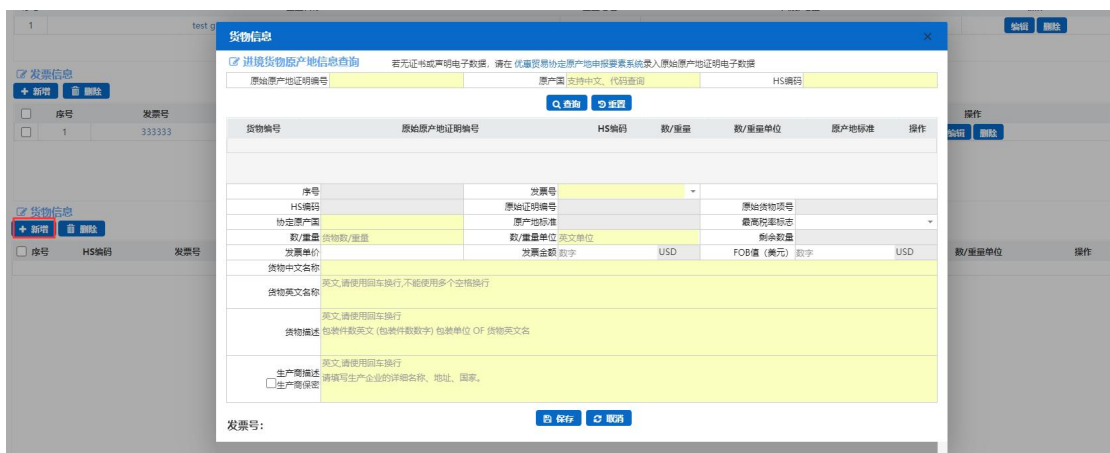 1 test g 编辑 删除
货物信息 ×
进境货物原产地信息查询 若无证书或声明电子数据，请在 优惠贸易协定原产地申报要素系统录入原始原产地证明电子数据
原始原产地证明编号 原产国 支持中文、代码查询 HS编码
查询 重置
货物编号 原始原产地证明编号 HS编码 数/重量 数/重量单位 原产地标准 操作
发票信息
+ 新增 删除
序号 发票号 操作
1 333333 编辑 删除
序号 发票号
HS编码 原始证明编号 原始货物项号
协定原产国 原产地标准 最高税率标志
数/重量 货物数/重量 数/重量单位 英文单位 剩余数量
发票单价 发票金额 数字 USD FOB值（美元） 数字 USD
货物中文名称
货物英文名称 英文,请使用回车换行,不能使用多个空格换行
货物描述 英文,请使用回车换行
包装件数英文 (包装件数数字) 包装单位 OF 货物英文名
生产商描述 英文,请使用回车换行
生产商保密 请填写生产企业的详细名称、地址、国家。
保存 取消
发票号：
货物信息
+ 新增 删除
序号 HS编码 发票号 数/重量单位 操作